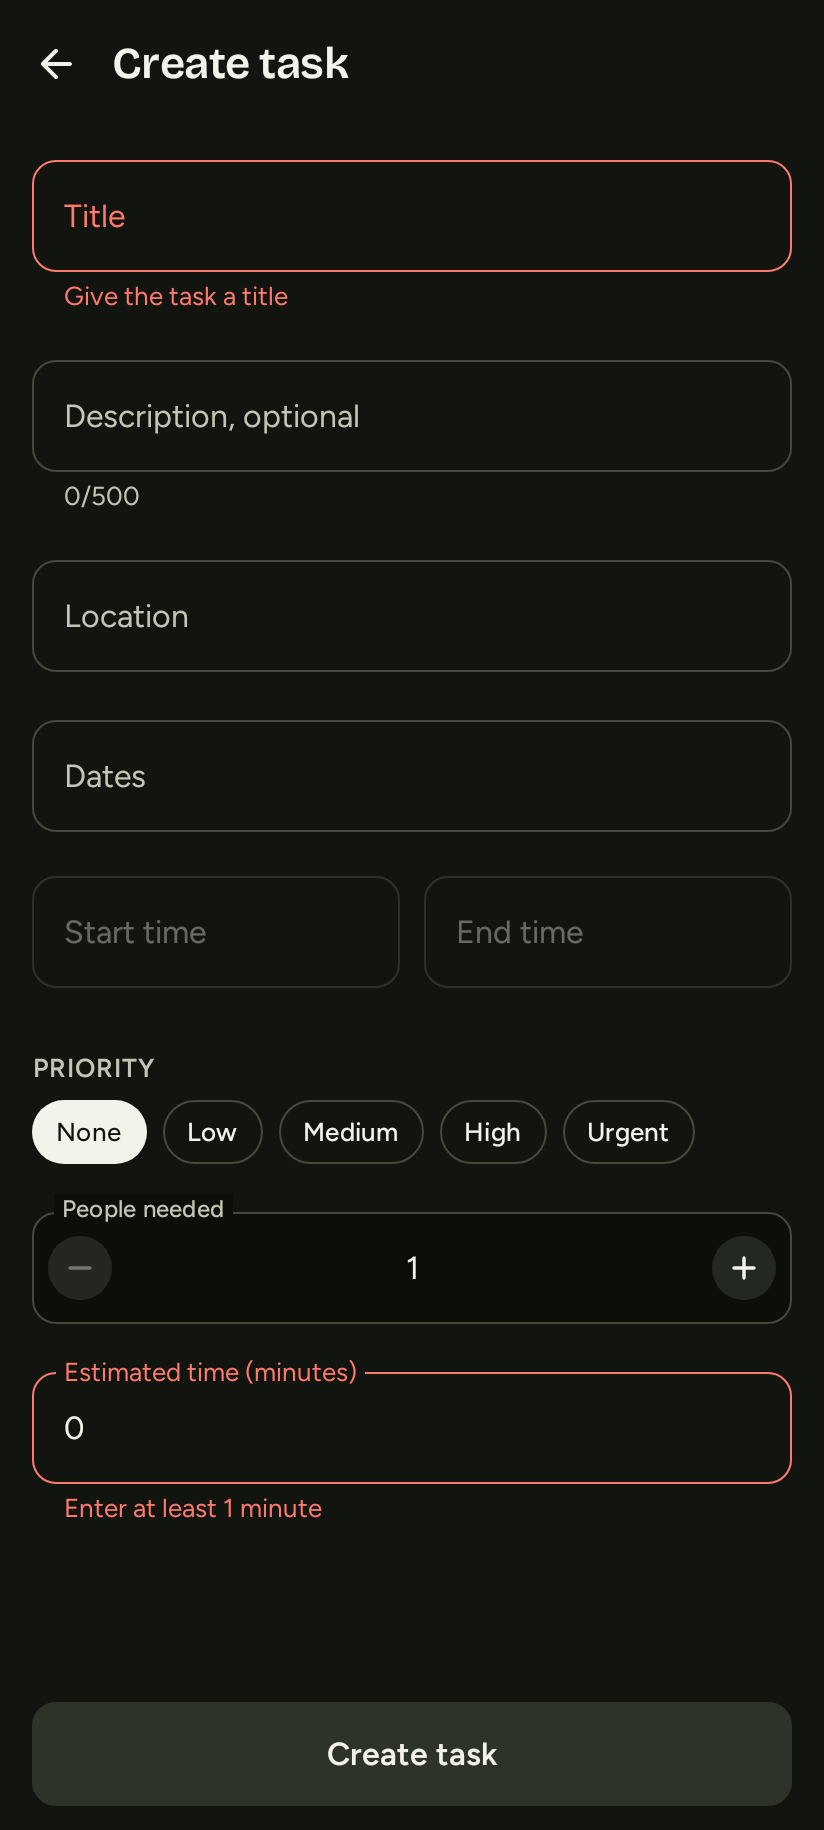 Create task
Title
Give the task a title
Description, optional
0/500
Location
Dates
Start time End time
PRIORITY
None Low Medium High Urgent
People needed
1
Estimated time (minutes)
0
Enter at least 1 minute
Create task